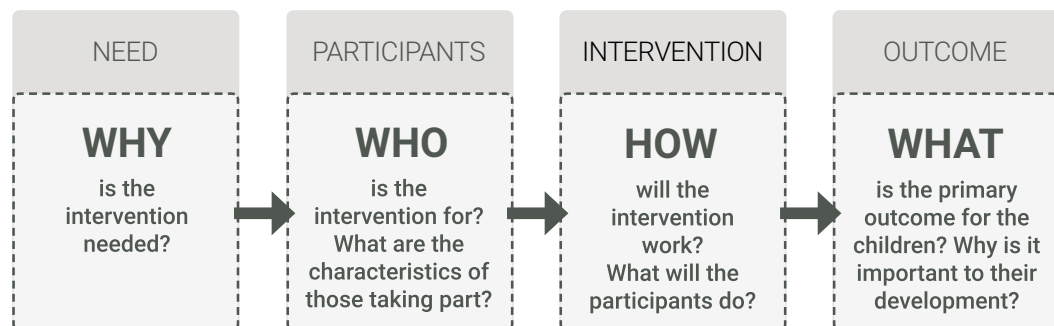 NEED
WHY
is the
intervention
needed?
PARTICIPANTS
WHO
is the
intervention for?
What are the
characteristics of
those taking part?
INTERVENTION
HOW
will the
intervention
work?
What will the
participants do?
OUTCOME
WHAT
is the primary
outcome for the
children? Why is it
important to their
development?